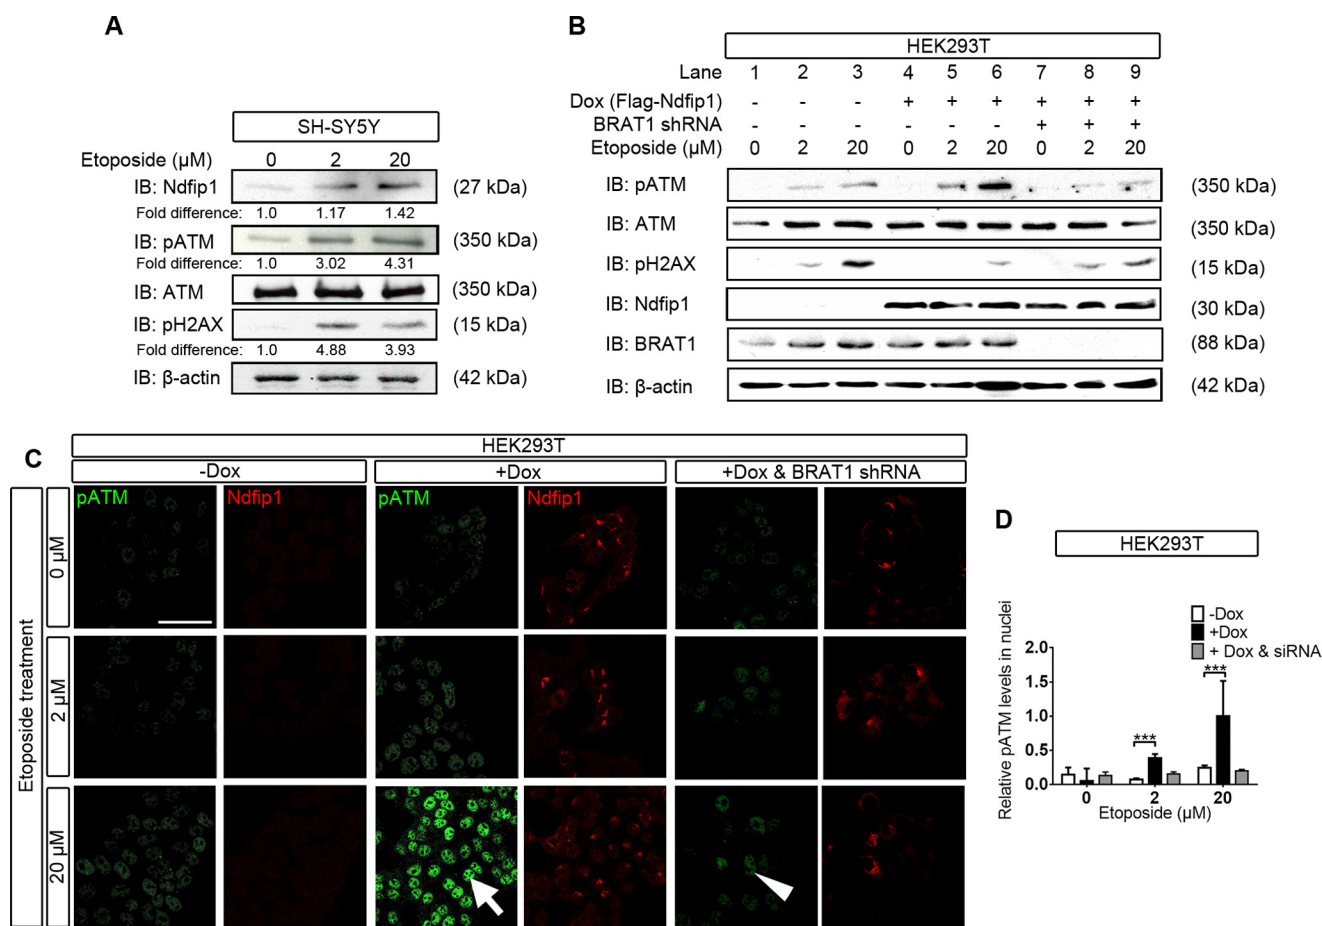 A
SH-SY5Y
Etoposide (µM) 0 2 20
IB: Ndfip1 (27 kDa)
Fold difference: 1.0 1.17 1.42
IB: pATM (350 kDa)
Fold difference: 1.0 3.02 4.31
IB: ATM (350 kDa)
IB: pH2AX (15 kDa)
Fold difference: 1.0 4.88 3.93
IB: β-actin (42 kDa)
B
HEK293T
Lane 1 2 3 4 5 6 7 8 9
Dox (Flag-Ndfip1) - - - + + + + + +
BRAT1 shRNA - - - - - - + + +
Etoposide (µM) 0 2 20 0 2 20 0 2 20
IB: pATM (350 kDa)
IB: ATM (350 kDa)
IB: pH2AX (15 kDa)
IB: Ndfip1 (30 kDa)
IB: BRAT1 (88 kDa)
IB: β-actin (42 kDa)
C
HEK293T
-Dox +Dox +Dox & BRAT1 shRNA
pATM Ndfip1 pATM Ndfip1
Etoposide treatment
0 µM
2 µM
20 µM
D
HEK293T
-Dox
+Dox
+ Dox & siRNA
Relative pATM levels in nuclei
2.0
1.5
1.0
0.5
0.0
***
***
0 2 20
Etoposide (µM)